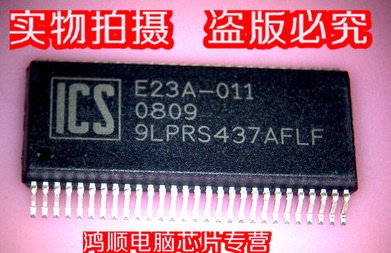 实物拍摄 盗版必究
ICS
E23A-011
0809
9LPRS437AFLF
鸿顺电脑芯片专营